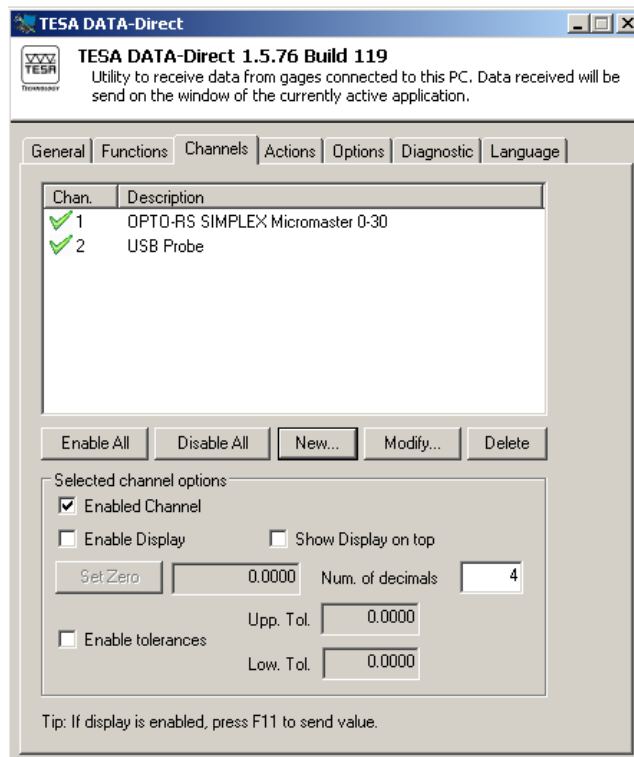 TESA DATA-Direct
TESA
TECHNOLOGY
TESA DATA-Direct 1.5.76 Build 119
Utility to receive data from gages connected to this PC. Data received will be
send on the window of the currently active application.
General Functions Channels Actions Options Diagnostic Language
Chan. Description
1 OPTO-RS SIMPLEX Micromaster 0-30
2 USB Probe
Enable All Disable All New... Modify... Delete
Selected channel options
Enabled Channel
Enable Display Show Display on top
Set Zero 0.0000 Num. of decimals 4
Upp. Tol. 0.0000
Enable tolerances
Low. Tol. 0.0000
Tip: If display is enabled, press F11 to send value.